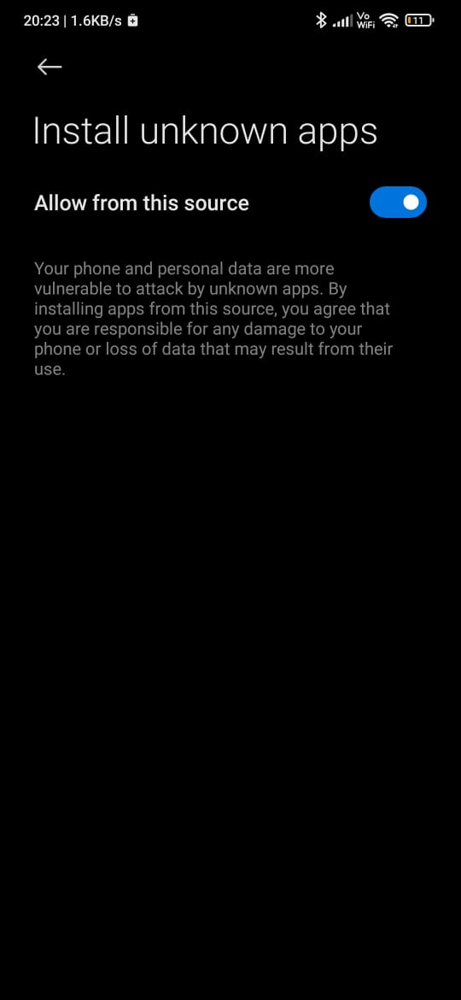 20:23 | 1.6KB/s Vo WiFi 11
Install unknown apps
Allow from this source
Your phone and personal data are more
vulnerable to attack by unknown apps. By
installing apps from this source, you agree that
you are responsible for any damage to your
phone or loss of data that may result from their
use.